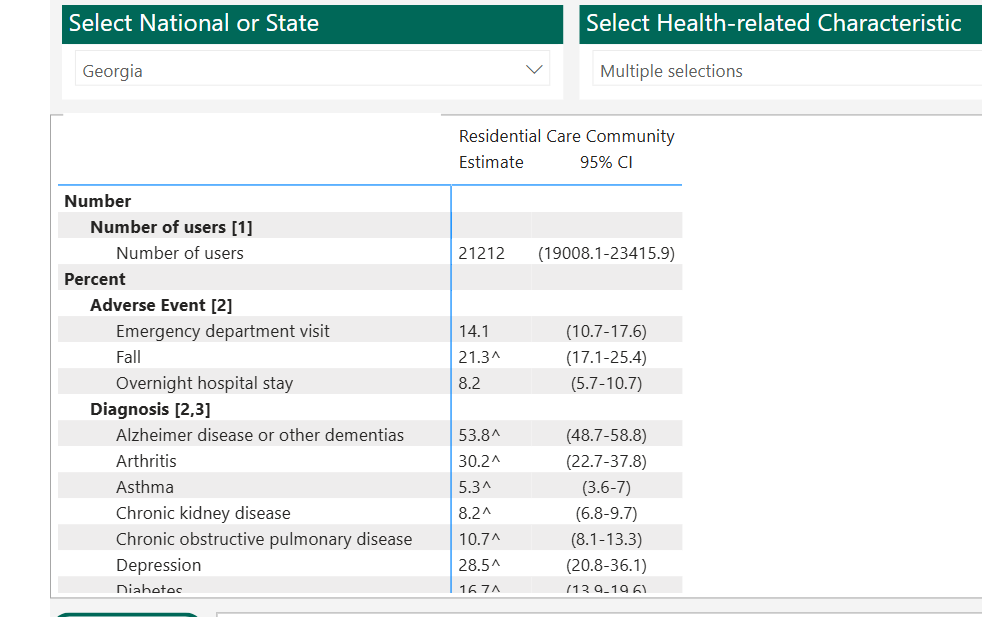 Select National or State
Select Health-related Characteristic
Georgia
Multiple selections
Residential Care Community
Estimate 95% CI
Number
Number of users [1]
Number of users 21212 (19008.1-23415.9)
Percent
Adverse Event [2]
Emergency department visit 14.1 (10.7-17.6)
Fall 21.3^ (17.1-25.4)
Overnight hospital stay 8.2 (5.7-10.7)
Diagnosis [2,3]
Alzheimer disease or other dementias 53.8^ (48.7-58.8)
Arthritis 30.2^ (22.7-37.8)
Asthma 5.3^ (3.6-7)
Chronic kidney disease 8.2^ (6.8-9.7)
Chronic obstructive pulmonary disease 10.7^ (8.1-13.3)
Depression 28.5^ (20.8-36.1)
Diabetes 16.7^ (13.9-19.6)